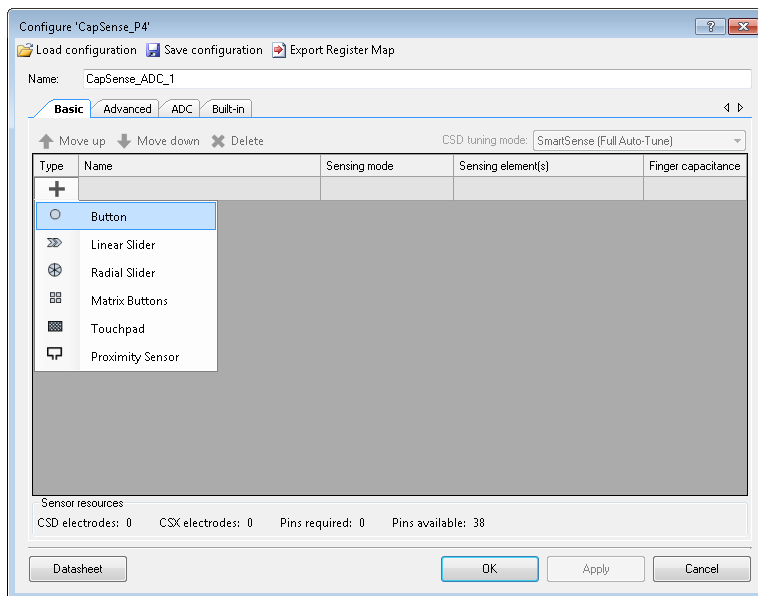 Configure 'CapSense_P4'
?
Load configuration Save configuration Export Register Map
Name: CapSense_ADC_1
Basic Advanced ADC Built-in
Move up Move down Delete CSD tuning mode: SmartSense (Full Auto-Tune)
Type Name Sensing mode Sensing element(s) Finger capacitance
Button
Linear Slider
Radial Slider
Matrix Buttons
Touchpad
Proximity Sensor
Sensor resources
CSD electrodes: 0 CSX electrodes: 0 Pins required: 0 Pins available: 38
Datasheet OK Apply Cancel